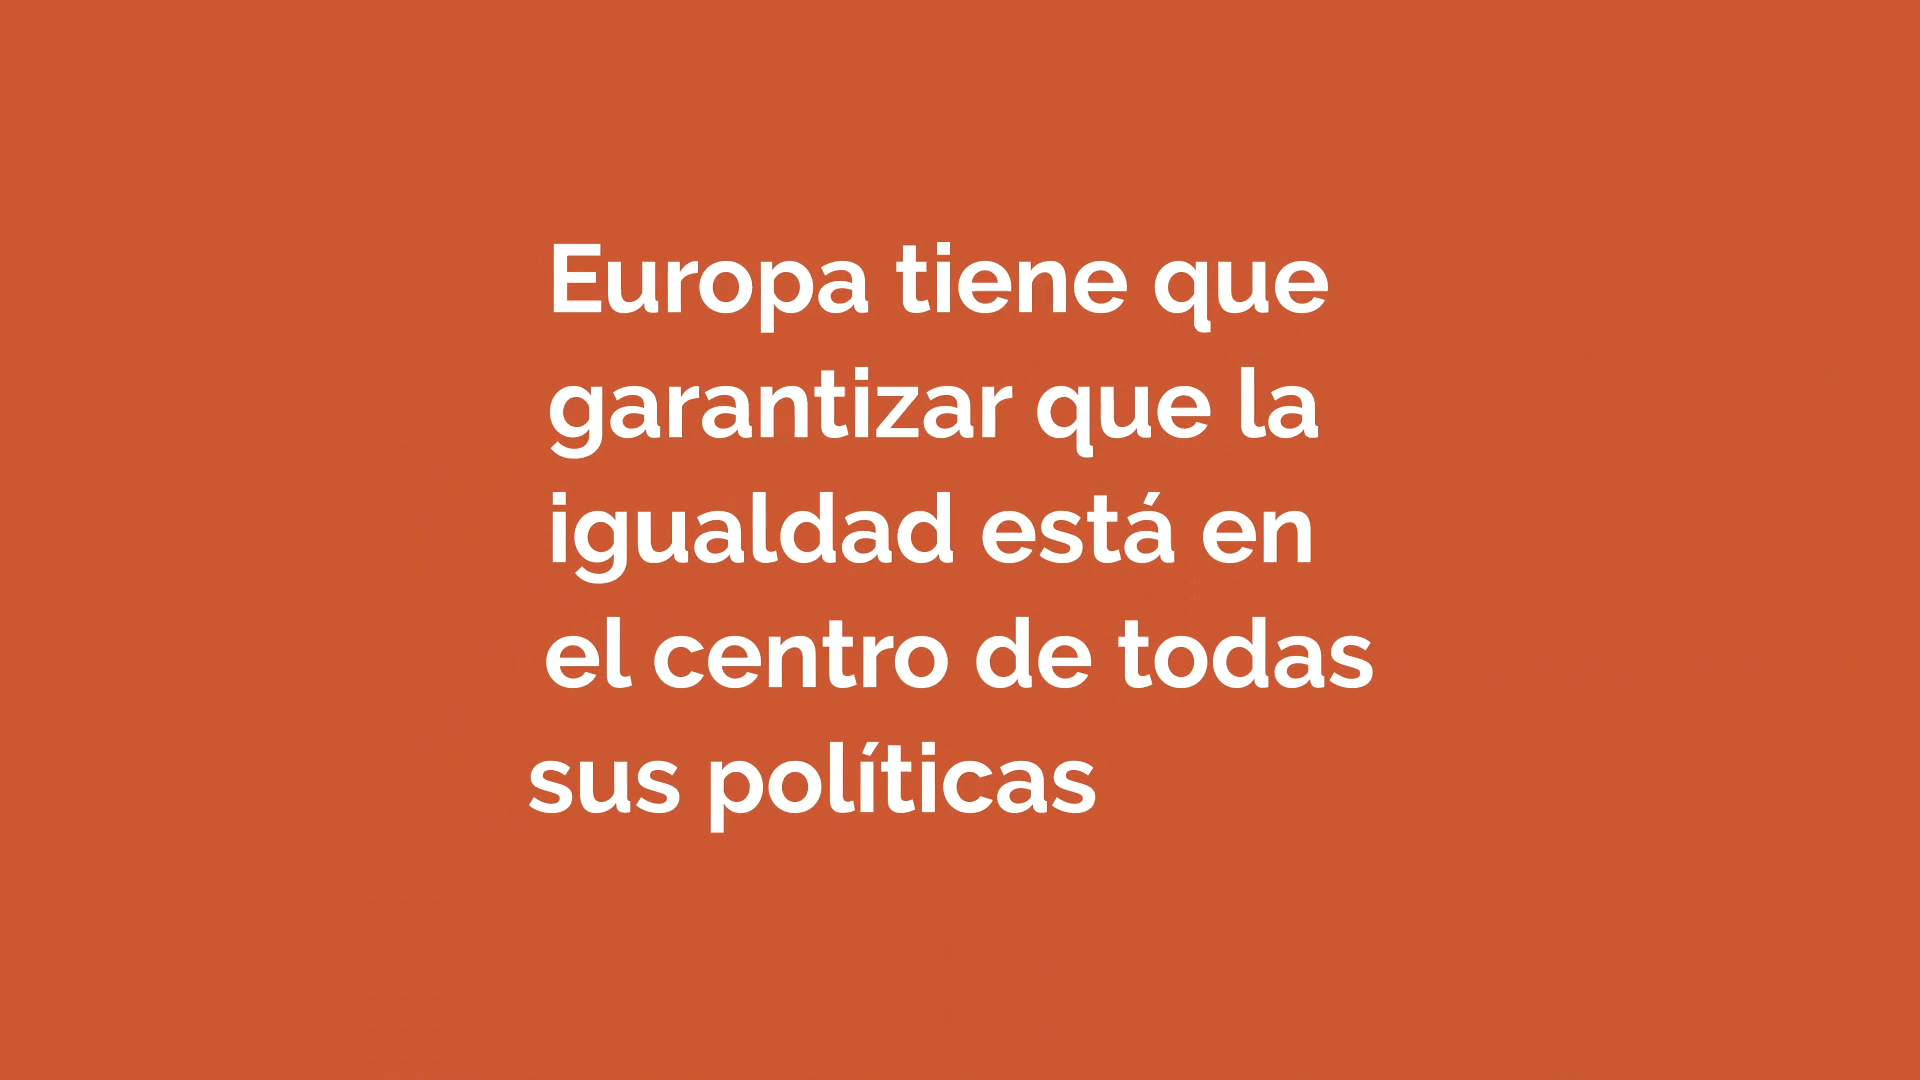 Europa tiene que
garantizar que la
igualdad está en
el centro de todas
sus políticas